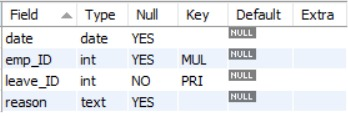 Field Type Null Key Default Extra
date date YES NULL
emp_ID int YES MUL NULL
leave_ID int NO PRI NULL
reason text YES NULL